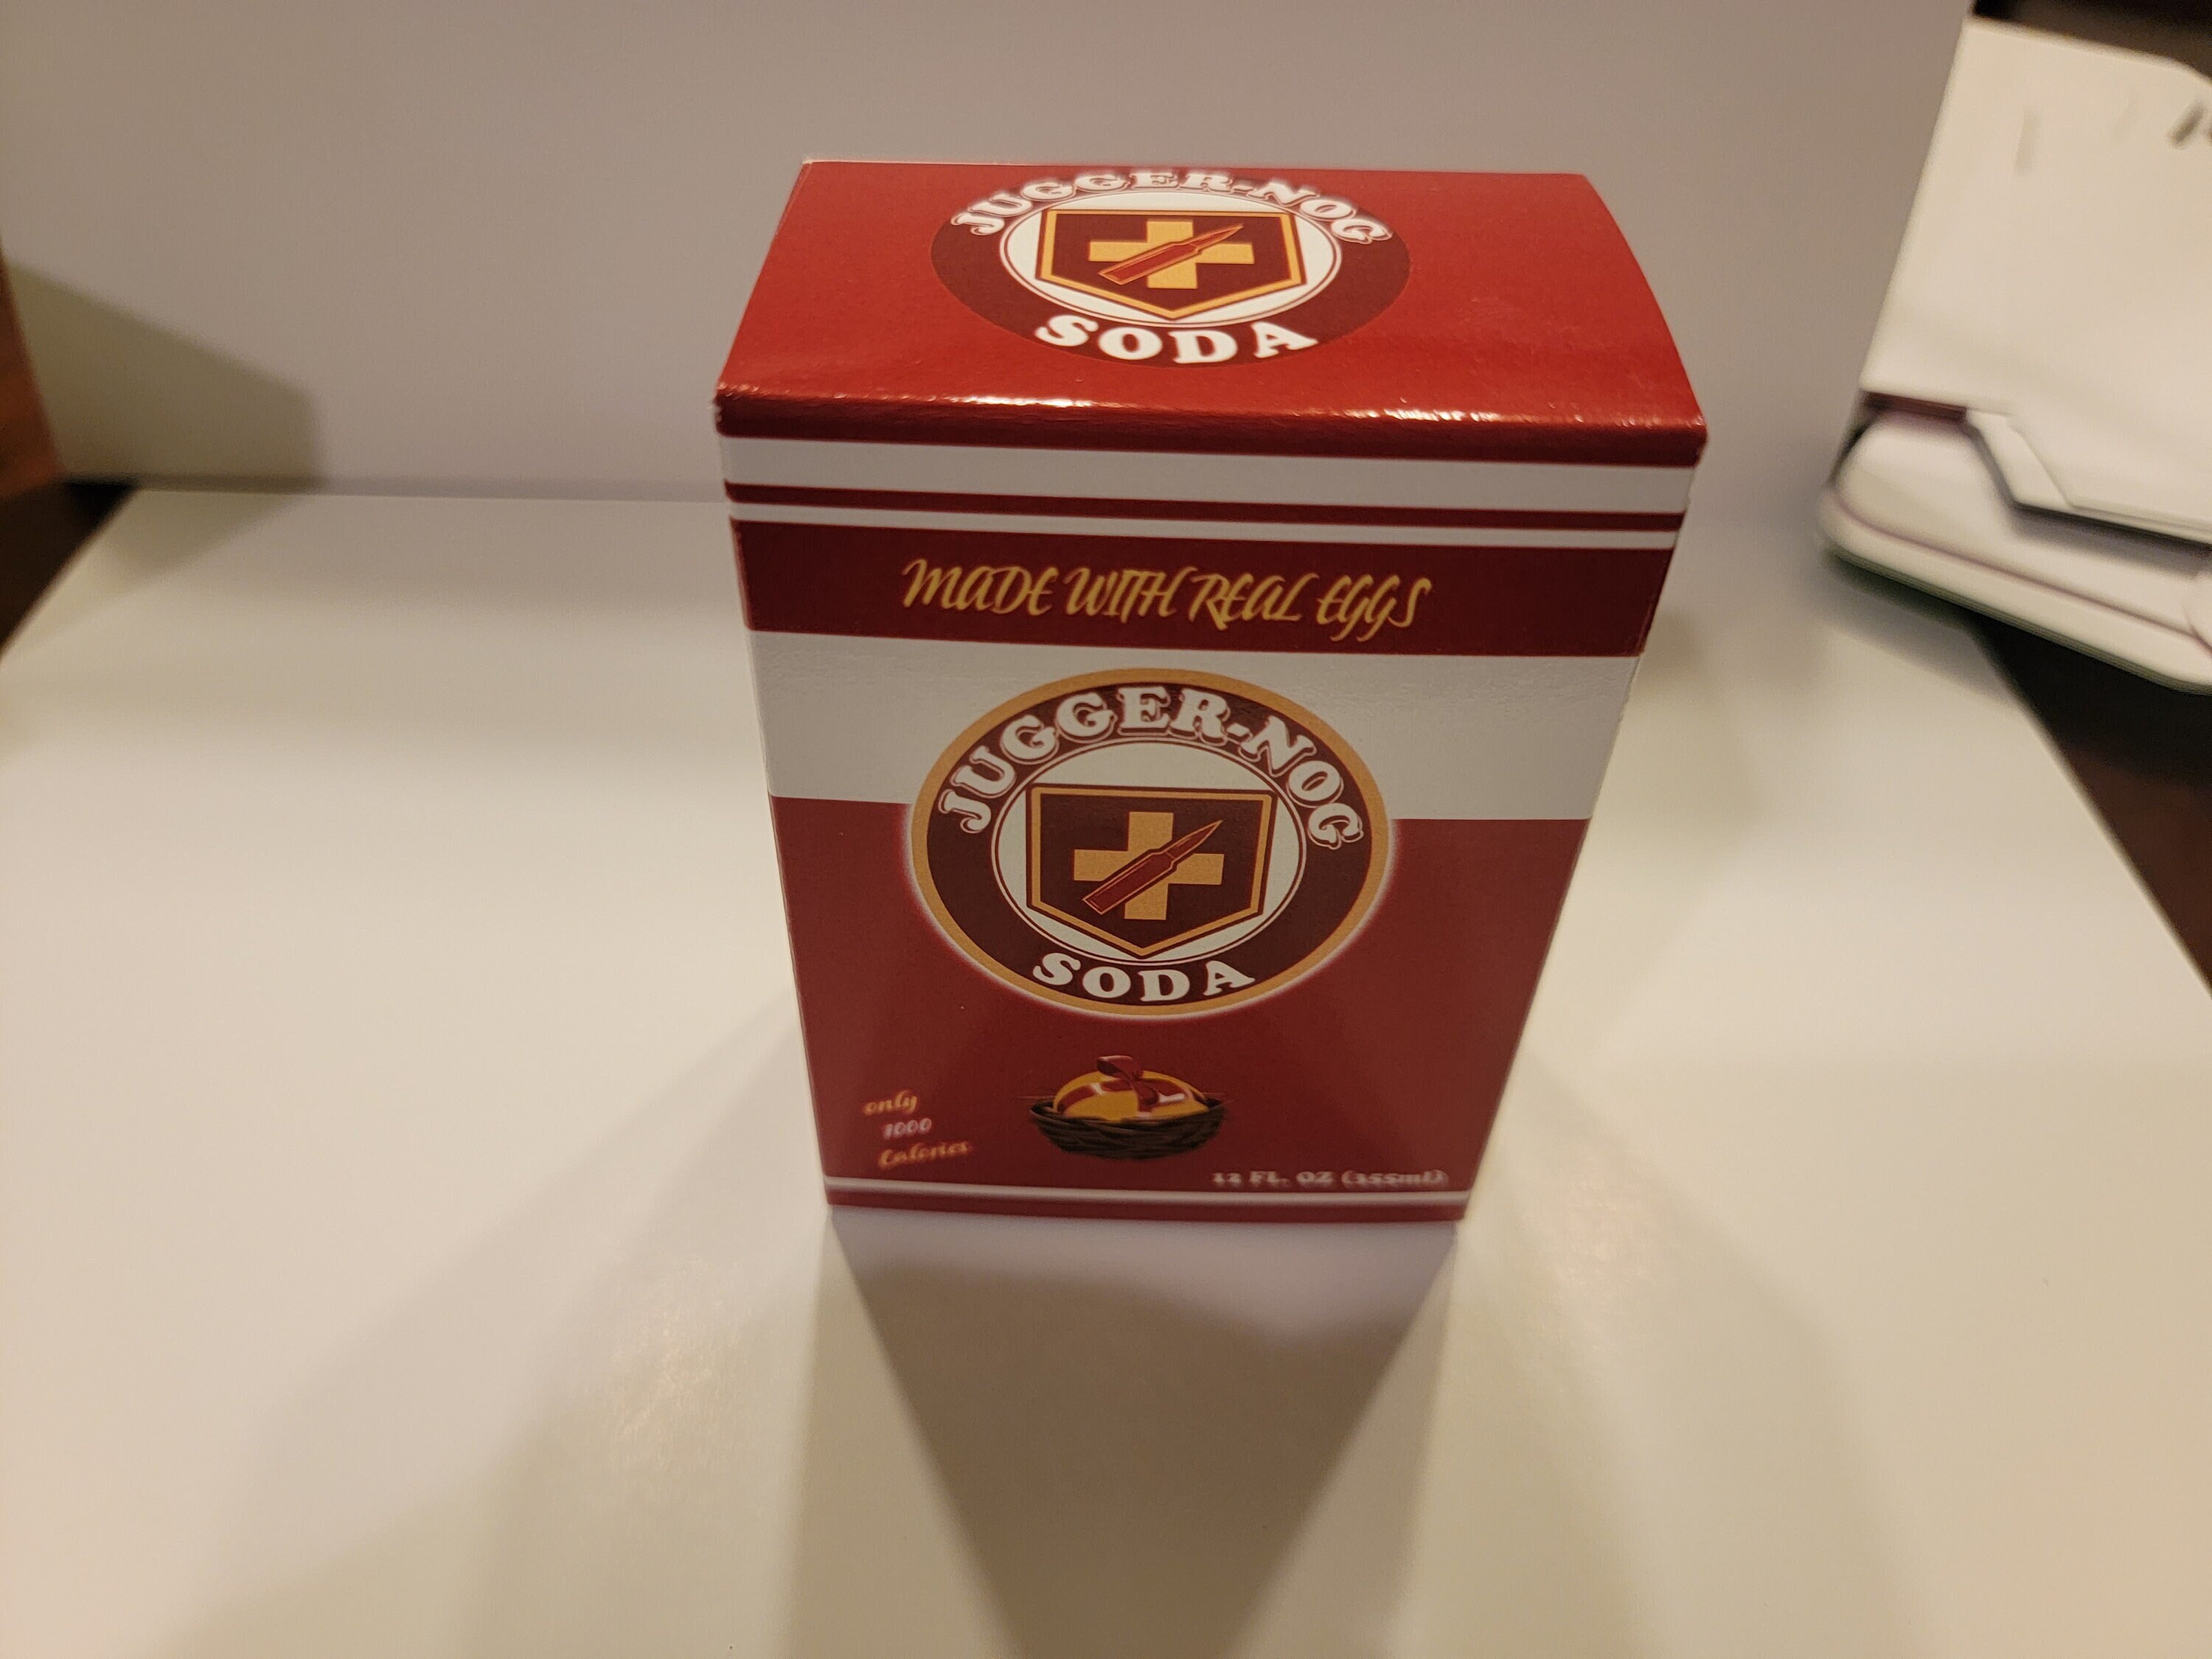 JUGGER-NOG
SODA
MADE WITH REAL EGGS
JUGGER-NOG
SODA
only
1000
Calories
12 FL. OZ (355ml)